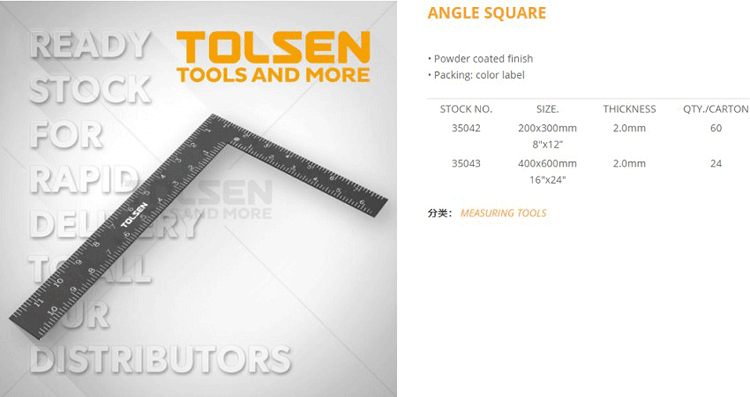 READY
STOCK
FOR
RAPID
DELIVERY
TO ALL
OUR
DISTRIBUTORS
TOLSEN
TOOLS AND MORE
TOLSEN
TOOLS AND MORE
TOLSEN
ANGLE SQUARE
• Powder coated finish
• Packing: color label
STOCK NO. SIZE. THICKNESS QTY./CARTON
35042 200x300mm 2.0mm 60
8"x12"
35043 400x600mm 2.0mm 24
16"x24"
分类: MEASURING TOOLS